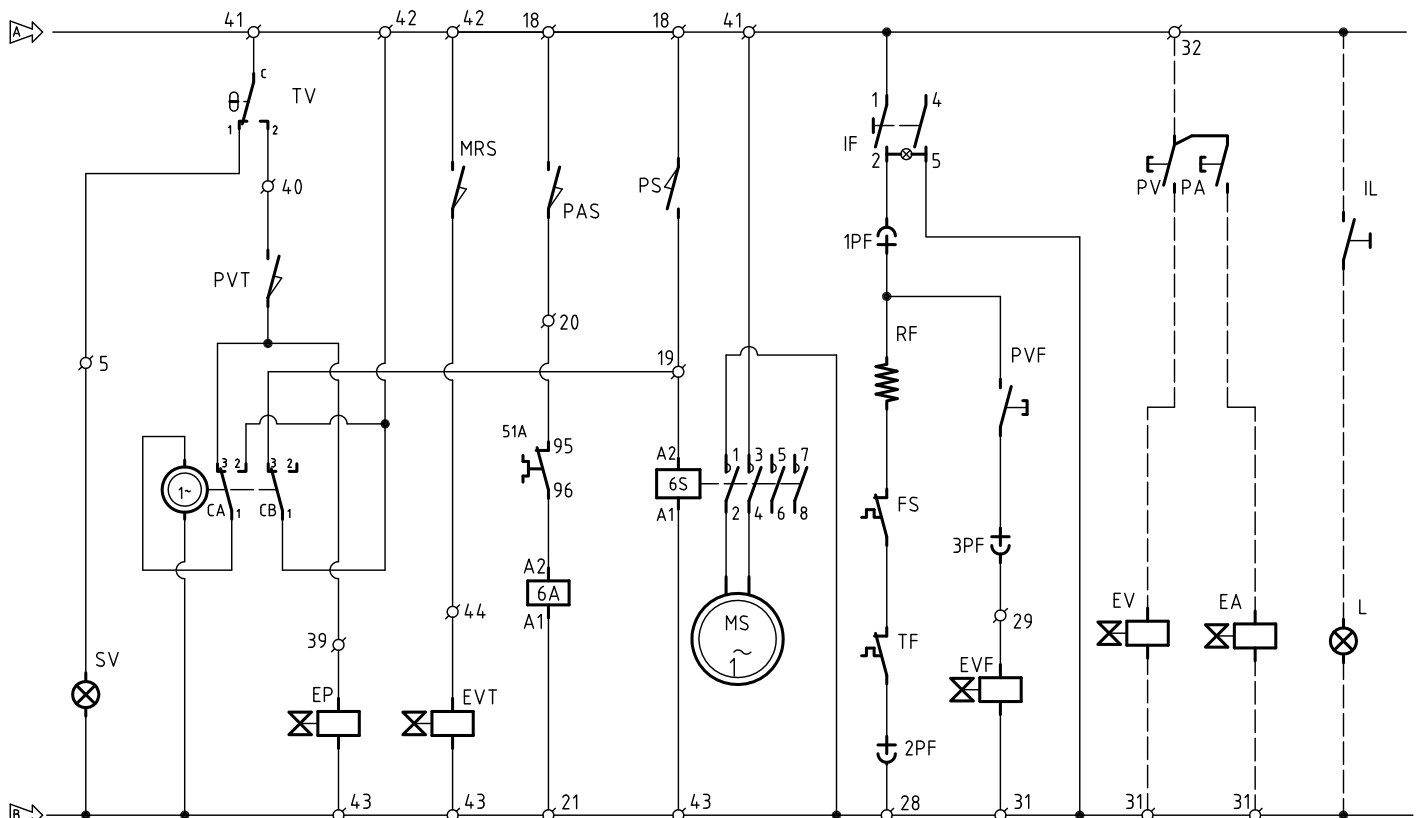 A
41
42
42
18
18
41
32
C
TV
1
2
1
4
IF
2
5
MRS
PS
PAS
PV
PA
IL
40
1PF
PVT
20
RF
5
19
PVF
51A
95
96
A2
6S
A1
1
3
5
7
2
4
6
8
3
2
3
2
1~
CA
1
CB
1
FS
3PF
A2
6A
A1
44
39
MS
1~
TF
29
EV
EA
L
SV
EP
EVT
EVF
2PF
B
43
43
21
43
28
31
31
31